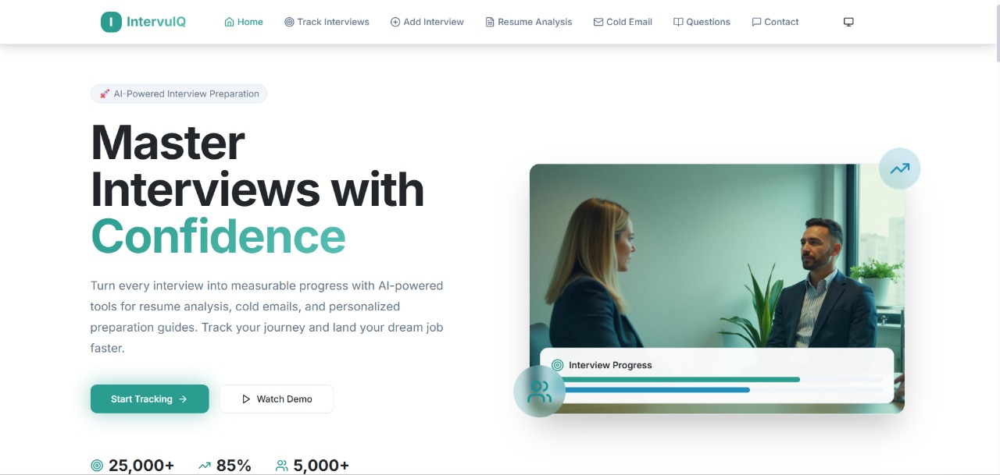 I IntervuIQ Home Track Interviews Add Interview Resume Analysis Cold Email Questions Contact
🚀 AI-Powered Interview Preparation
Master
Interviews with
Confidence
Turn every interview into measurable progress with AI-powered
tools for resume analysis, cold emails, and personalized
preparation guides. Track your journey and land your dream job
faster.
Start Tracking → Watch Demo
25,000+ 85% 5,000+
Interview Progress